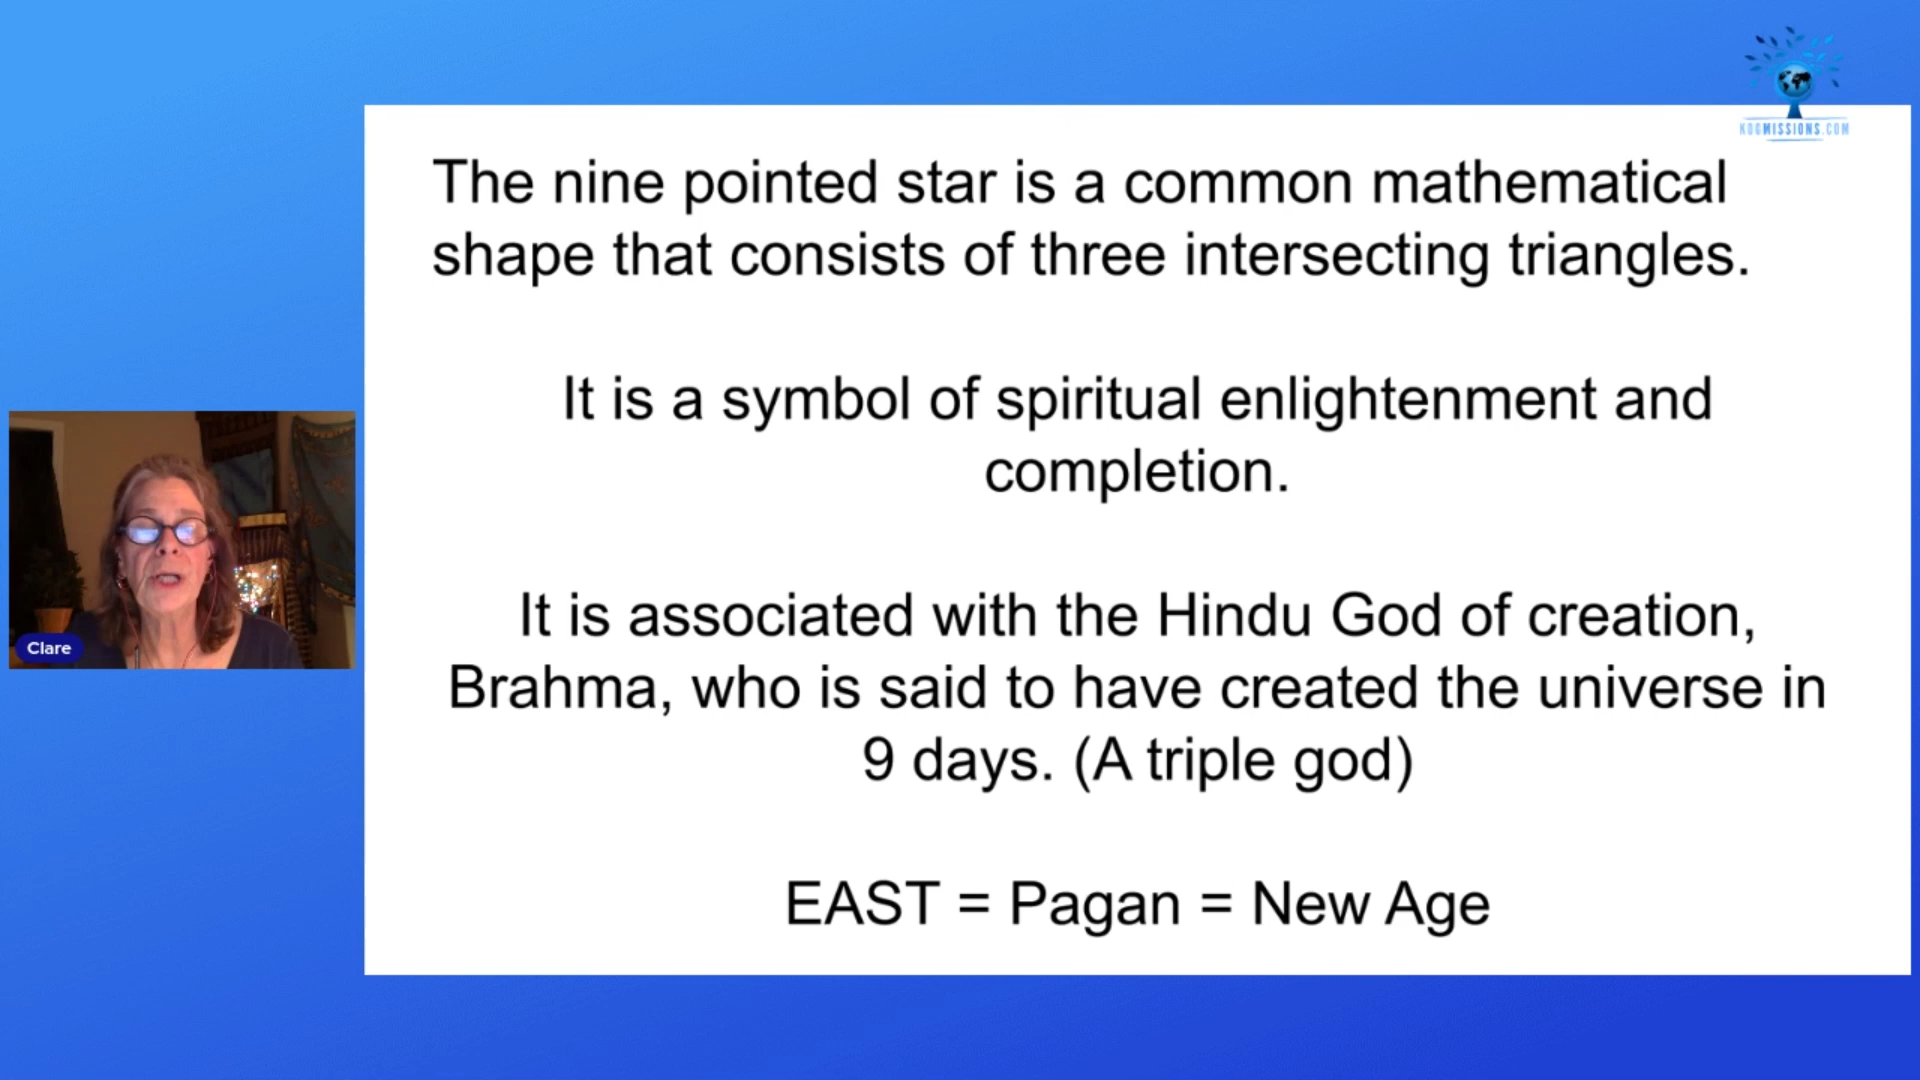 KOGMISSIONS.COM
The nine pointed star is a common mathematical
shape that consists of three intersecting triangles.
It is a symbol of spiritual enlightenment and
completion.
It is associated with the Hindu God of creation,
Brahma, who is said to have created the universe in
9 days. (A triple god)
EAST = Pagan = New Age
Clare